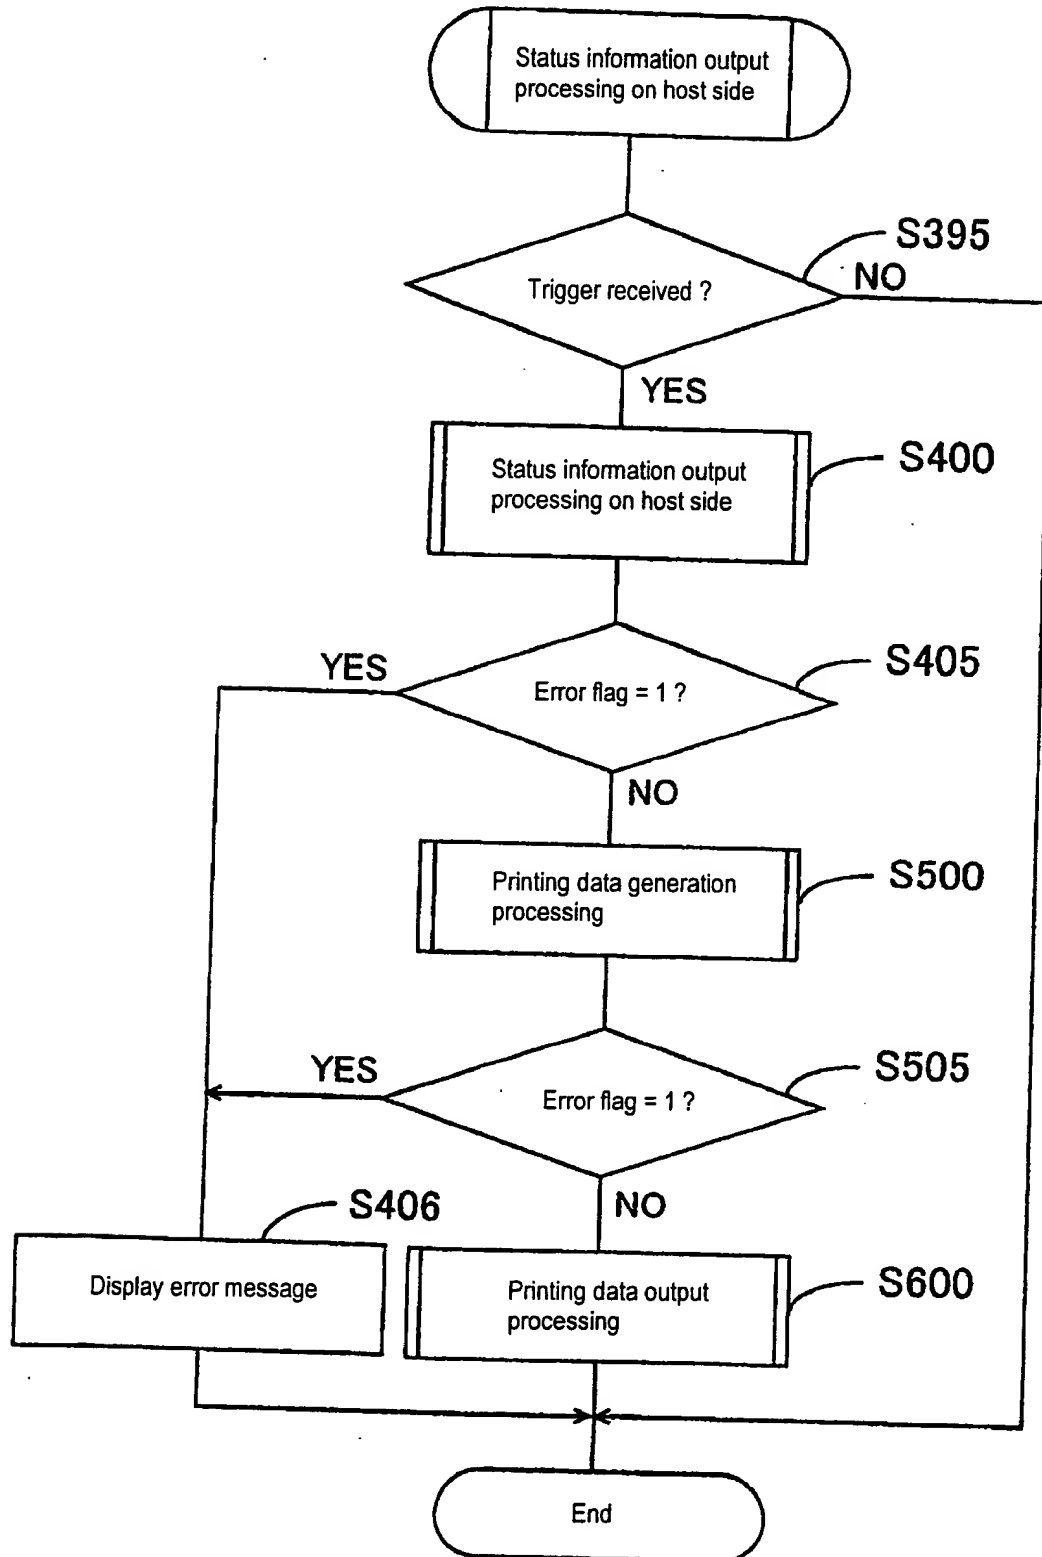 Status information output
processing on host side
S395
Trigger received ?
NO
YES
Status information output
processing on host side
S400
YES
Error flag = 1 ?
S405
NO
Printing data generation
processing
S500
YES
Error flag = 1 ?
S505
NO
S406
Display error message
Printing data output
processing
S600
End